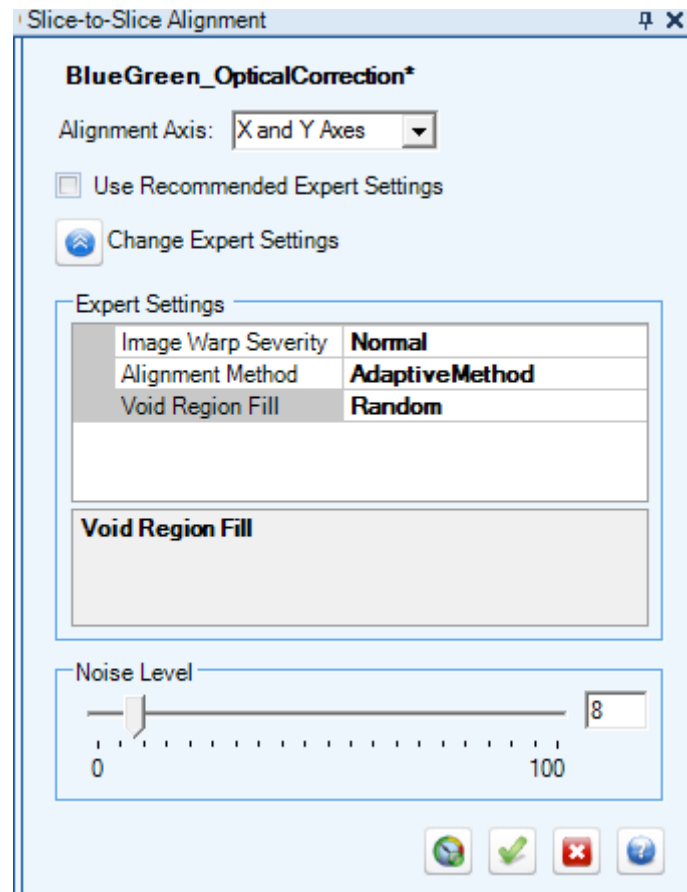 Slice-to-Slice Alignment
BlueGreen_OpticalCorrection*
Alignment Axis: X and Y Axes
Use Recommended Expert Settings
Change Expert Settings
Expert Settings
Image Warp Severity Normal
Alignment Method AdaptiveMethod
Void Region Fill Random
Void Region Fill
Noise Level
8
0 100